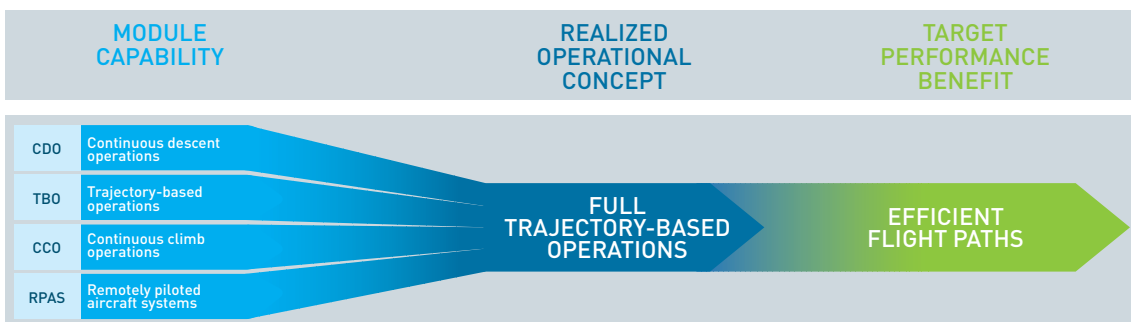 MODULE
CAPABILITY
REALIZED
OPERATIONAL
CONCEPT
TARGET
PERFORMANCE
BENEFIT
CDO
Continuous descent
operations
TBO
Trajectory-based
operations
CCO
Continuous climb
operations
RPAS
Remotely piloted
aircraft systems
FULL
TRAJECTORY-BASED
OPERATIONS
EFFICIENT
FLIGHT PATHS